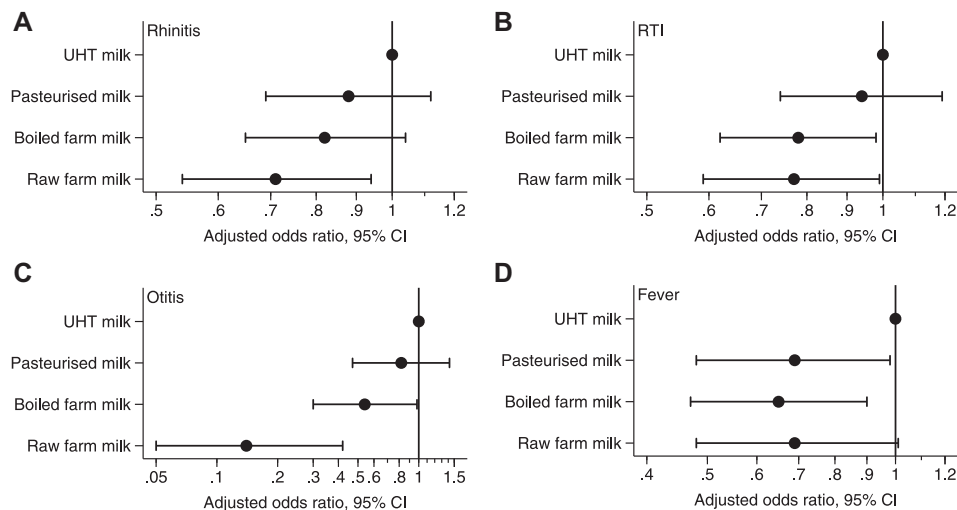 A
Rhinitis
UHT milk
Pasteurised milk
Boiled farm milk
Raw farm milk
.5 .6 .7 .8 .9 1 1.2
Adjusted odds ratio, 95% CI
B
RTI
UHT milk
Pasteurised milk
Boiled farm milk
Raw farm milk
.5 .6 .7 .8 .9 1 1.2
Adjusted odds ratio, 95% CI
C
Otitis
UHT milk
Pasteurised milk
Boiled farm milk
Raw farm milk
.05 0.1 0.2 0.3 0.4 .5 .6 .8 1 1.5
Adjusted odds ratio, 95% CI
D
Fever
UHT milk
Pasteurised milk
Boiled farm milk
Raw farm milk
.4 .5 .6 .7 .8 .9 1 1.2
Adjusted odds ratio, 95% CI